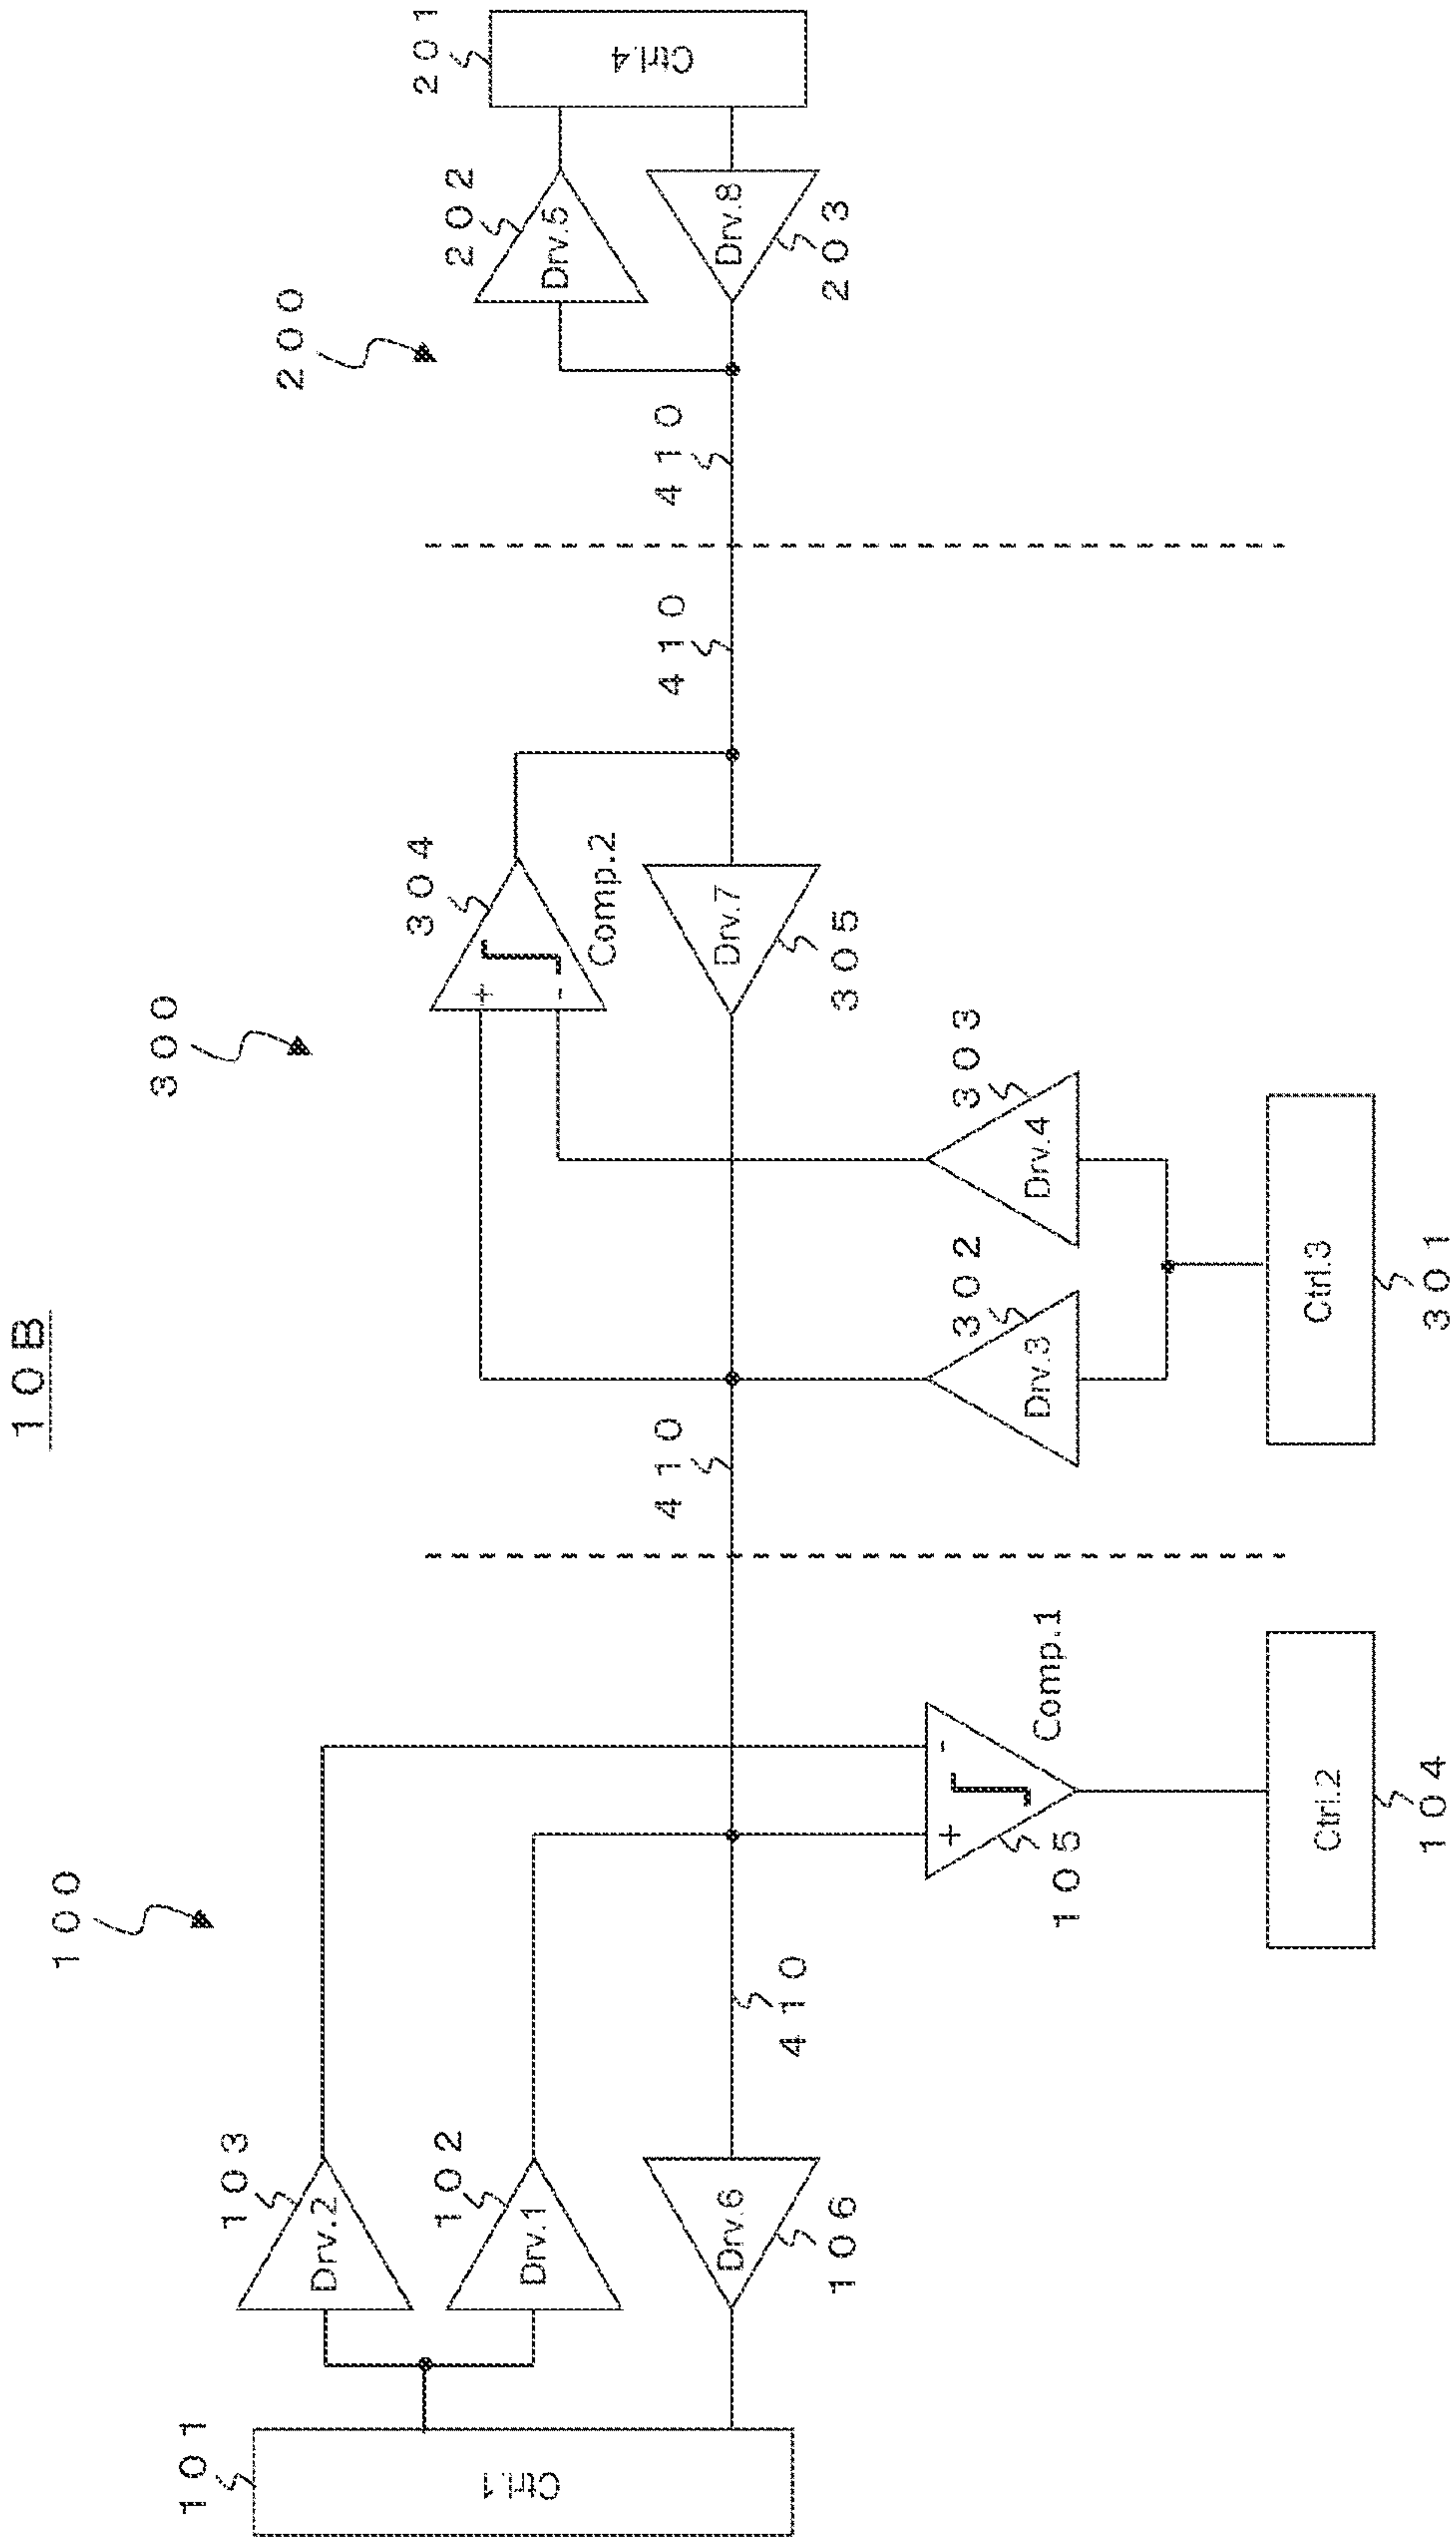 10B
100
300
200
101
Ctrl.1
103
Drv.2
102
Drv.1
Drv.6
106
410
105
+
-
Comp.1
Ctrl.2
104
410
302
Drv.3
303
Drv.4
Ctrl.3
301
304
+
-
Comp.2
Drv.7
305
410
410
202
Drv.5
Drv.8
203
201
Ctrl.4